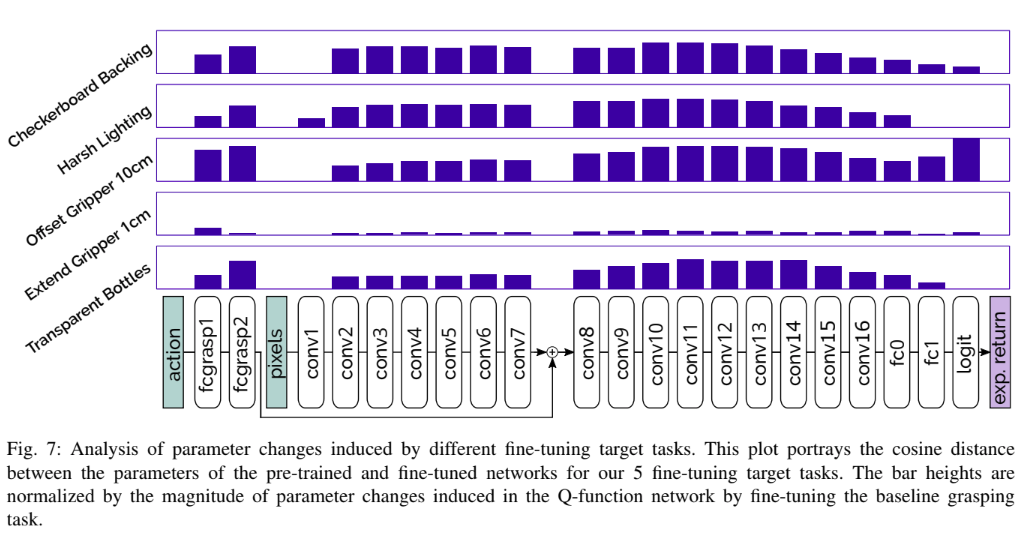 Checkerboard Backing
Harsh Lighting
Offset Gripper 10cm
Extend Gripper 1cm
Transparent Bottles
action
fcgrasp1
fcgrasp2
pixels
conv1
conv2
conv3
conv4
conv5
conv6
conv7
conv8
conv9
conv10
conv11
conv12
conv13
conv14
conv15
conv16
fc0
fc1
logit
exp. return
Fig. 7: Analysis of parameter changes induced by different fine-tuning target tasks. This plot portrays the cosine distance
between the parameters of the pre-trained and fine-tuned networks for our 5 fine-tuning target tasks. The bar heights are
normalized by the magnitude of parameter changes induced in the Q-function network by fine-tuning the baseline grasping
task.